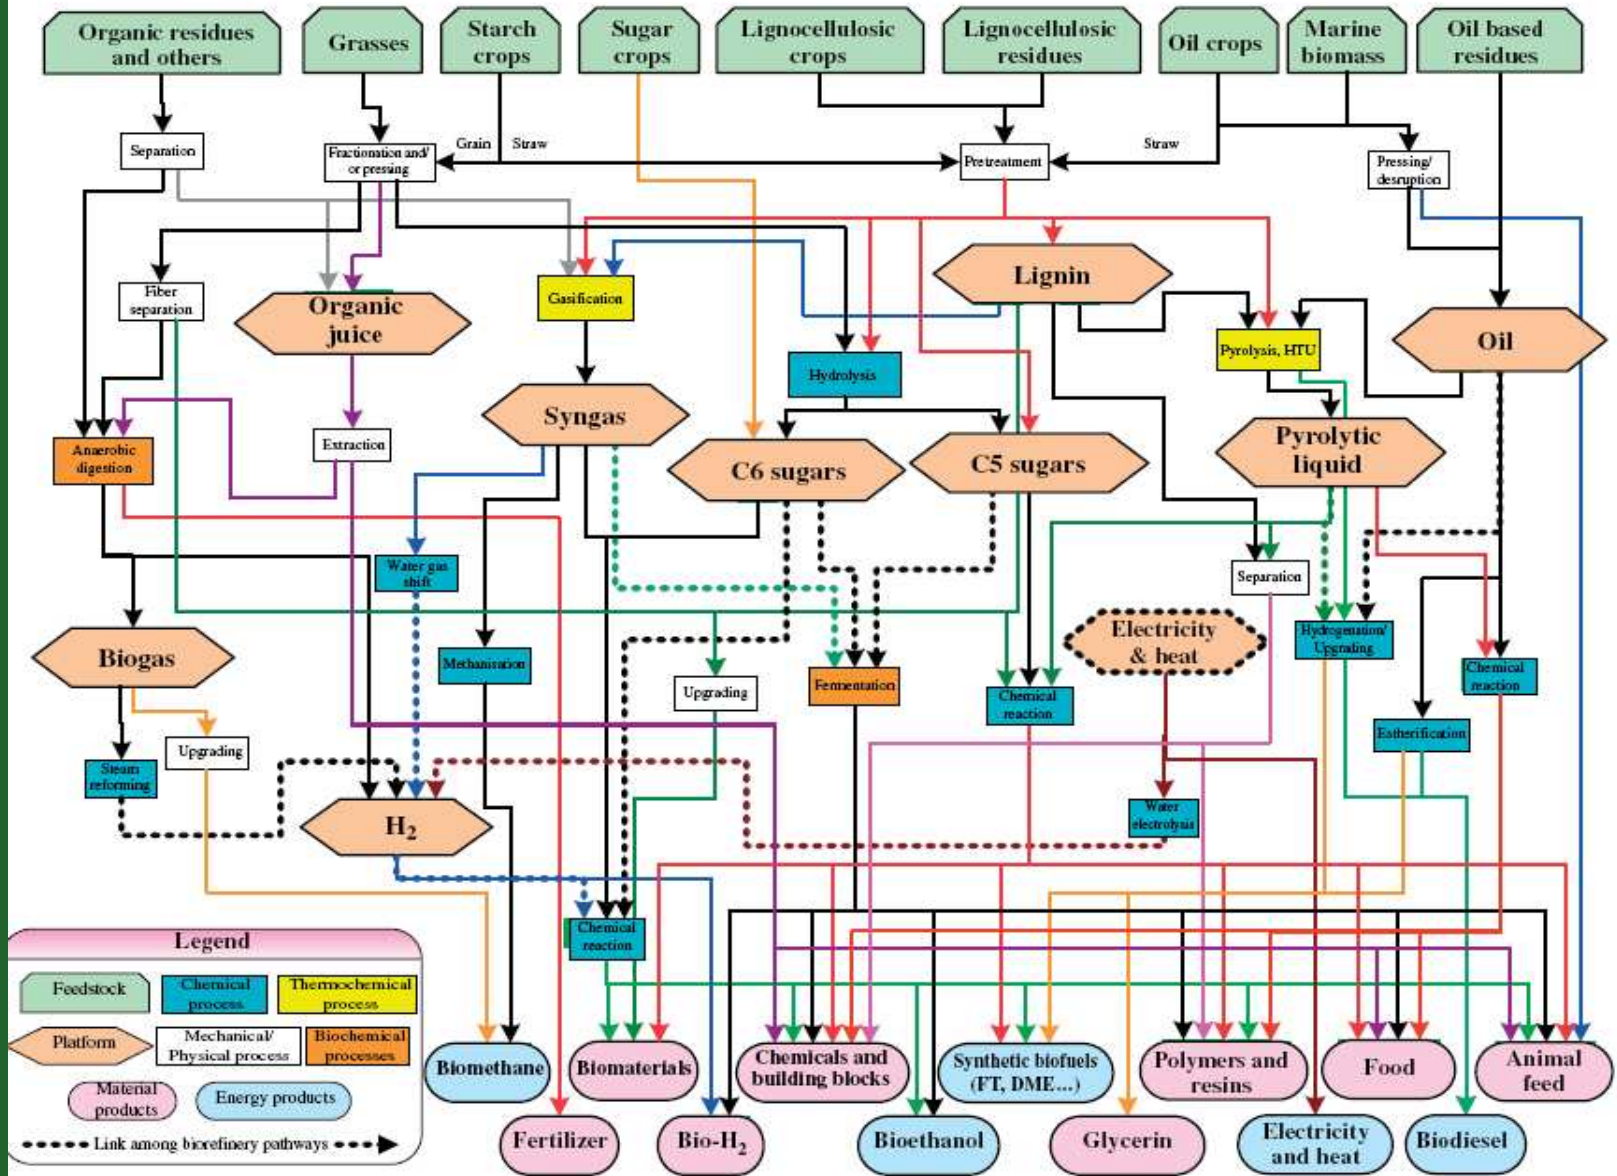 Organic residues
and others
Grasses
Starch
crops
Sugar
crops
Lignocellulosic
crops
Lignocellulosic
residues
Oil crops
Marine
biomass
Oil based
residues
Separation
Fractionation and/
or pressing
Grain
Straw
Pretreatment
Straw
Pressing/
desruption
Fiber
separation
Organic
juice
Gasification
Lignin
Pyrolysis, HTU
Oil
Hydrolysis
Syngas
Anaerobic
digestion
Extraction
C6 sugars
C5 sugars
Pyrolytic
liquid
Water gas
shift
Separation
Biogas
Mechanisation
Upgrading
Fermentation
Chemical
reaction
Electricity
& heat
Hydrogenation/
Upgrading
Chemical
reaction
Steam
reforming
Upgrading
Estherification
H2
Water
electrolysis
Chemical
reaction
Legend
Feedstock
Chemical
process
Thermochemical
process
Platform
Mechanical/
Physical process
Biochemical
processes
Material
products
Energy products
Link among biorefinery pathways
Biomethane
Biomaterials
Chemicals and
building blocks
Synthetic biofuels
(FT, DME...)
Polymers and
resins
Food
Animal
feed
Fertilizer
Bio-H2
Bioethanol
Glycerin
Electricity
and heat
Biodiesel